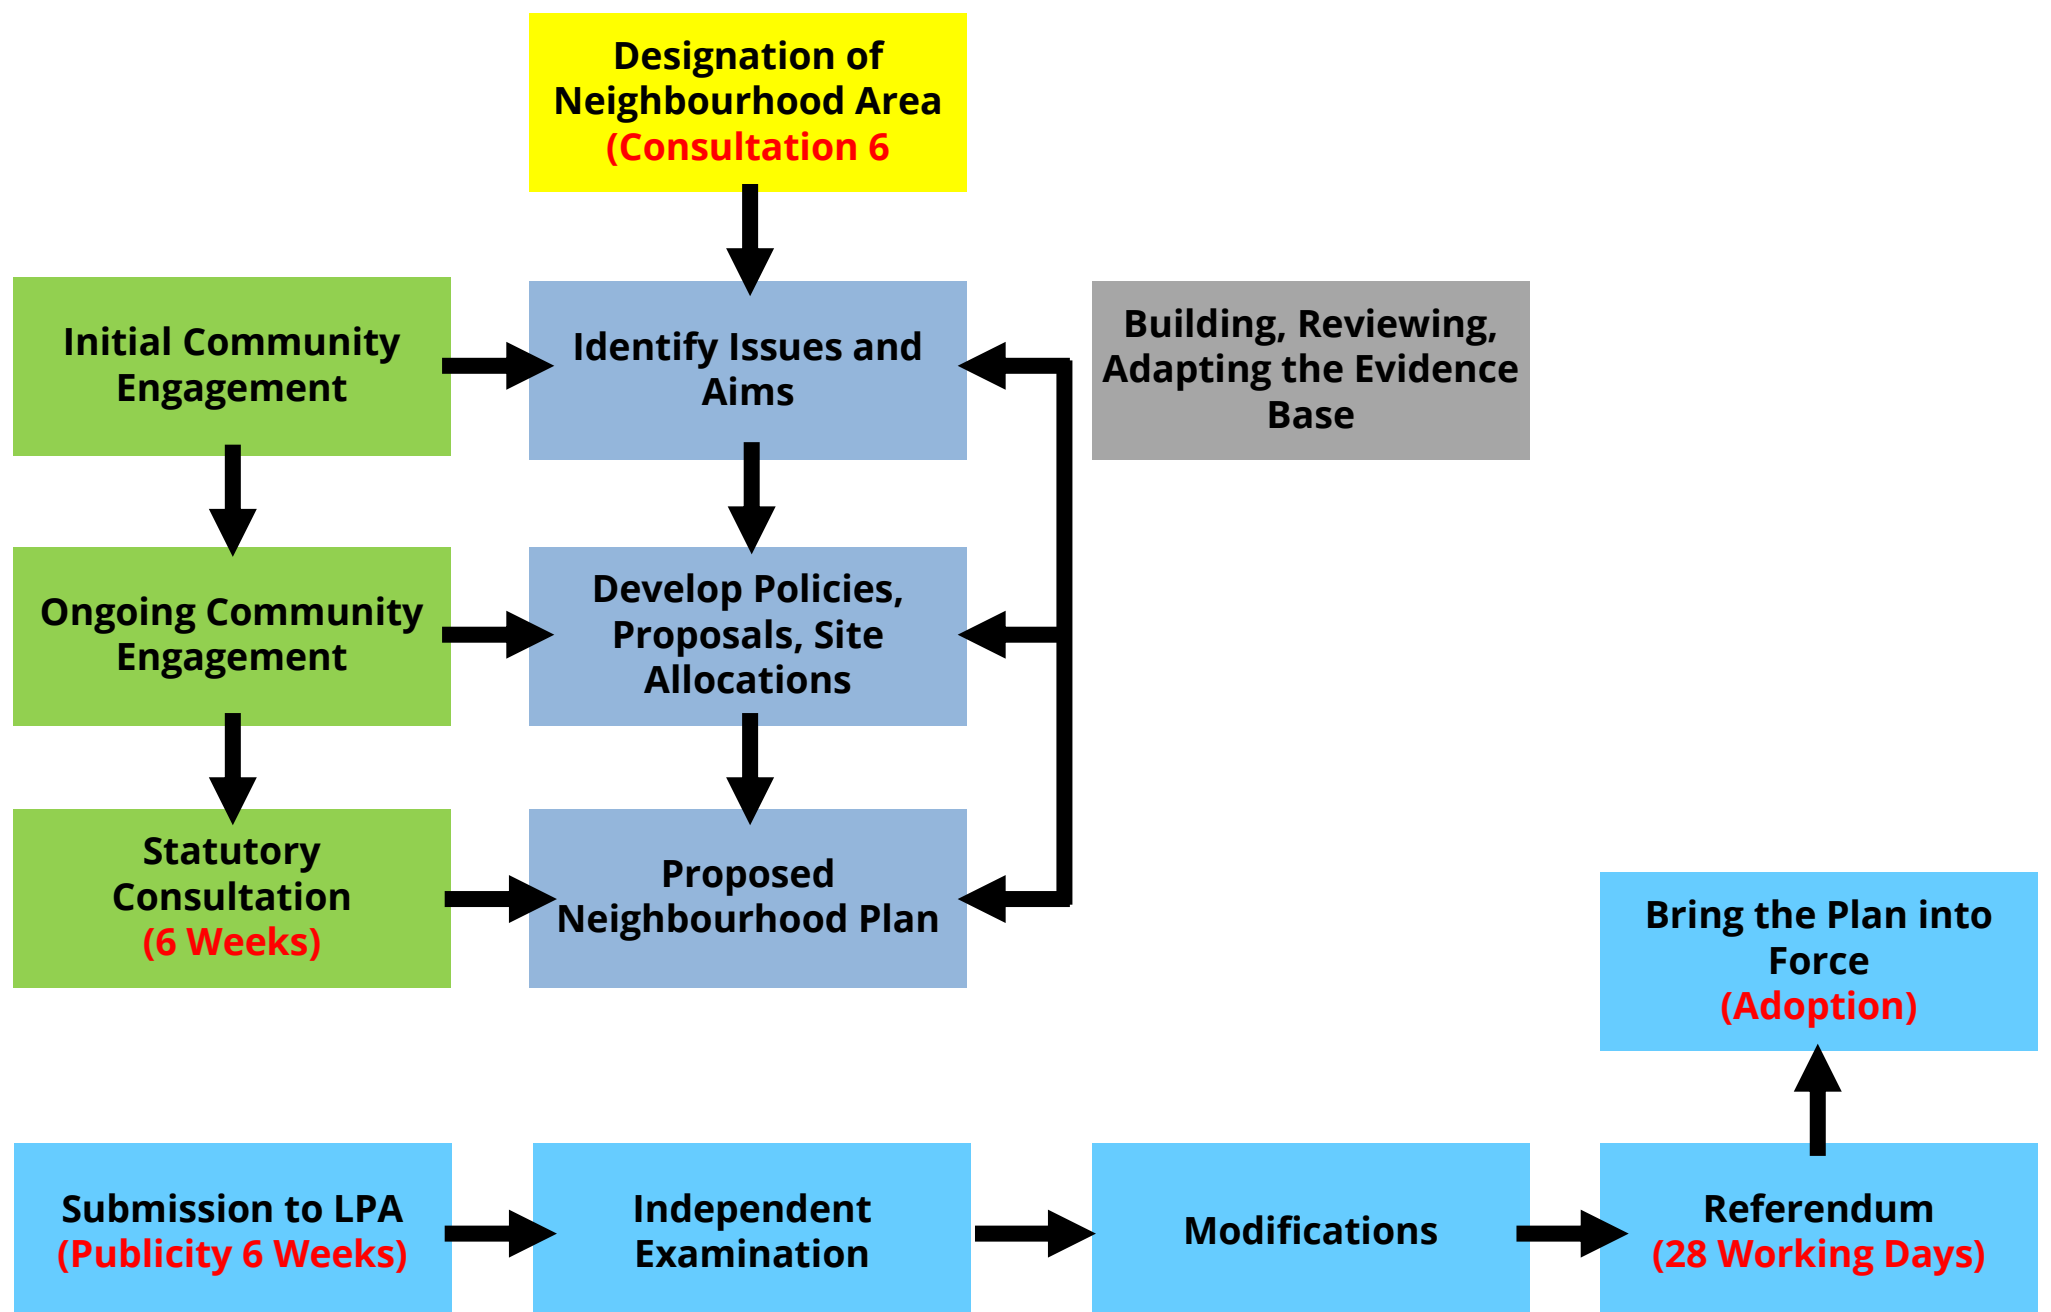 Designation of
Neighbourhood Area
(Consultation 6
Initial Community
Engagement
Identify Issues and
Aims
Building, Reviewing,
Adapting the Evidence
Base
Ongoing Community
Engagement
Develop Policies,
Proposals, Site
Allocations
Statutory
Consultation
(6 Weeks)
Proposed
Neighbourhood Plan
Bring the Plan into
Force
(Adoption)
Submission to LPA
(Publicity 6 Weeks)
Independent
Examination
Modifications
Referendum
(28 Working Days)